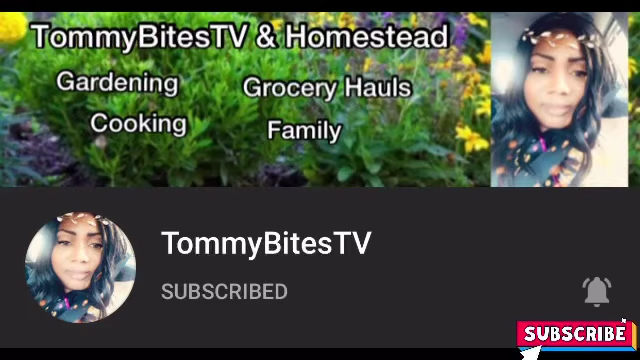 TommyBitesTV & Homestead
Gardening
Grocery Hauls
Cooking
Family
TommyBitesTV
SUBSCRIBED
SUBSCRIBE